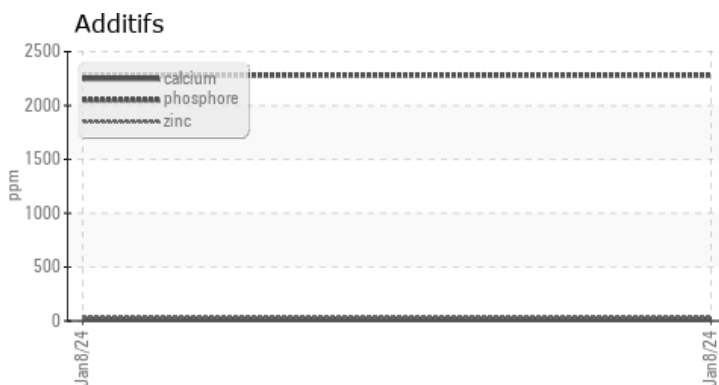 Additifs
2500
2000
1500
1000
500
0
ppm
calcium
phosphore
zinc
Jan8/24
Jan8/24